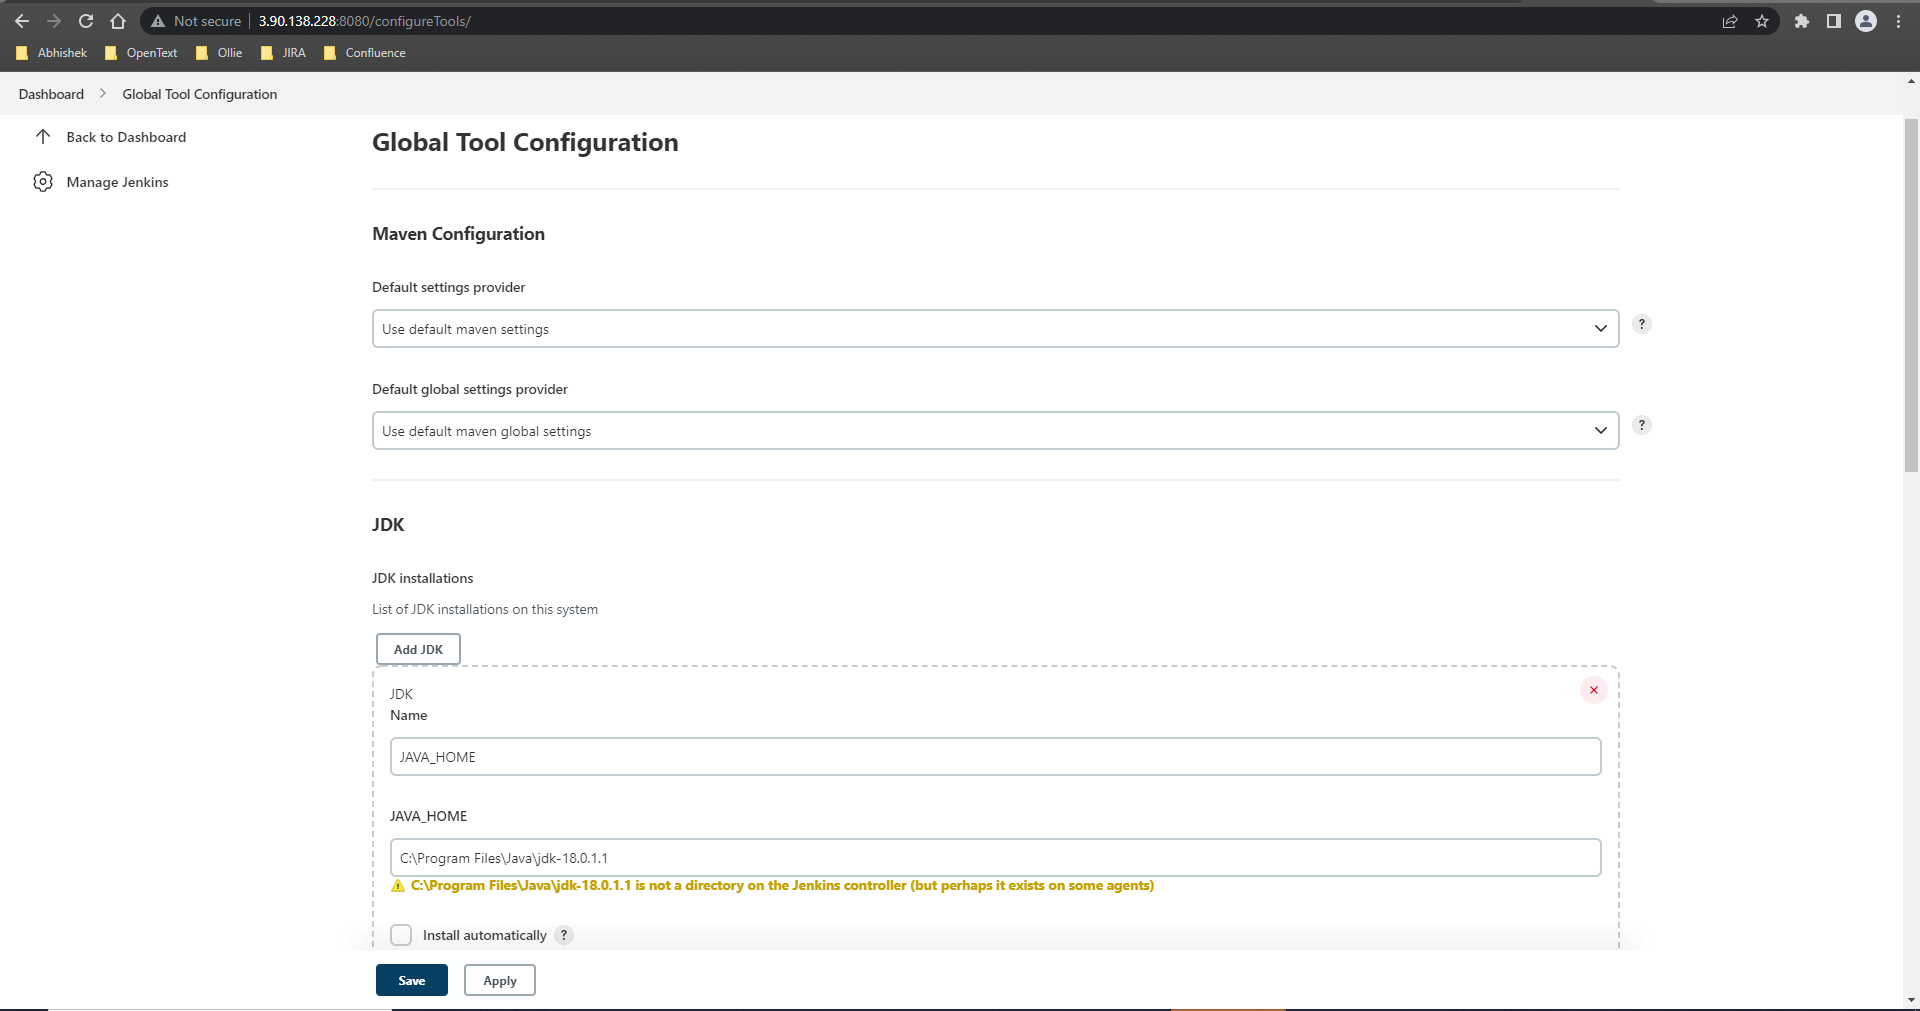 Not secure
3.90.138.228:8080/configureTools/
Abhishek
OpenText
Ollie
JIRA
Confluence
Dashboard
Global Tool Configuration
Back to Dashboard
Manage Jenkins
Global Tool Configuration
Maven Configuration
Default settings provider
Use default maven settings
?
Default global settings provider
Use default maven global settings
?
JDK
JDK installations
List of JDK installations on this system
Add JDK
JDK
Name
JAVA_HOME
JAVA_HOME
C:\Program Files\Java\jdk-18.0.1.1
C:\Program Files\Java\jdk-18.0.1.1 is not a directory on the Jenkins controller (but perhaps it exists on some agents)
Install automatically ?
Save
Apply